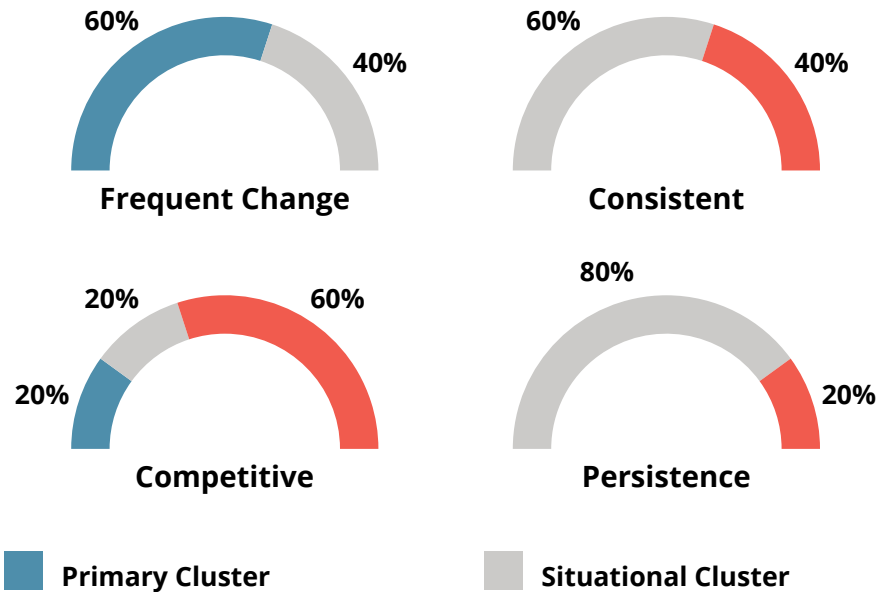 60%
40%
Frequent Change
60%
40%
Consistent
20%
20%
60%
Competitive
80%
20%
Persistence
Primary Cluster
Situational Cluster